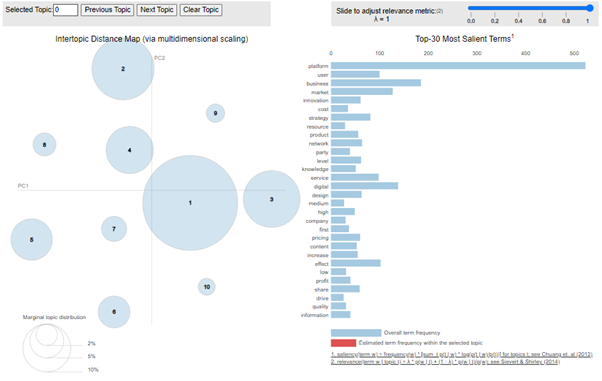 Selected Topic: 0 Previous Topic Next Topic Clear Topic
Slide to adjust relevance metric:(2)
λ = 1
0.0 0.2 0.4 0.6 0.8 1.0
Intertopic Distance Map (via multidimensional scaling)
PC2
PC1
2
9
8
4
1
3
7
5
10
6
Marginal topic distribution
2%
5%
10%
Top-30 Most Salient Terms1
0 100 200 300 400 500
platform
user
business
market
innovation
cost
strategy
resource
product
network
party
level
knowledge
service
digital
design
medium
high
company
first
pricing
content
increase
effect
low
profit
share
drive
quality
information
Overall term frequency
Estimated term frequency within the selected topic
1. saliency(term w) = frequency(w) * [sum_t p(t | w) * log(p(t | w)/p(t))] for topics t; see Chuang et. al (2012)
2. relevance(term w | topic t) = λ * p(w | t) + (1 - λ) * p(w | t)/p(w); see Sievert & Shirley (2014)